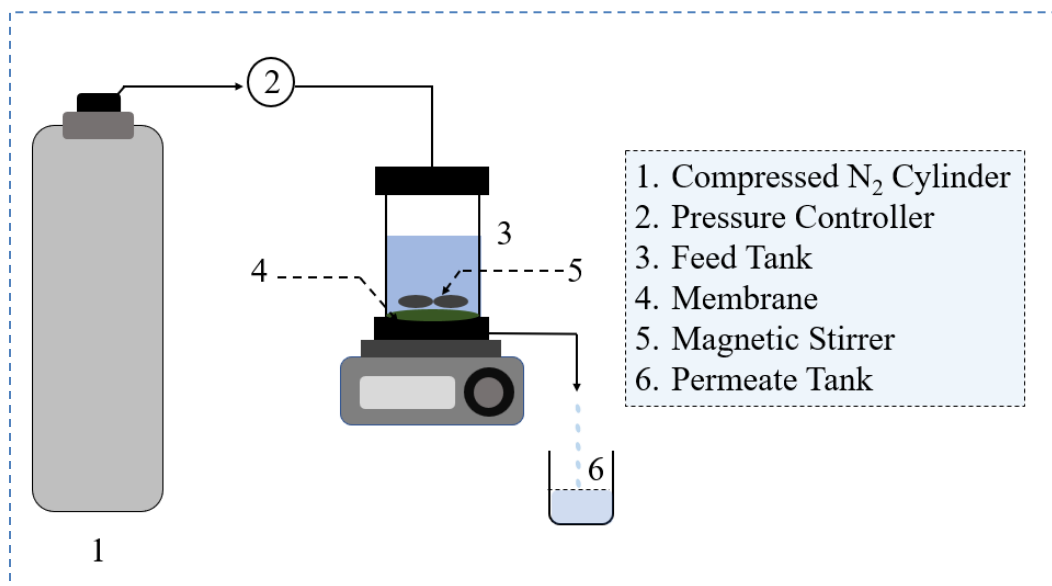 2
3
4
5
6
1
1. Compressed N₂ Cylinder
2. Pressure Controller
3. Feed Tank
4. Membrane
5. Magnetic Stirrer
6. Permeate Tank